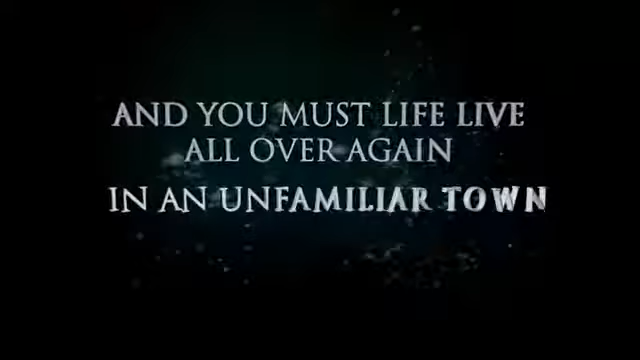 AND YOU MUST LIFE LIVE
ALL OVER AGAIN
IN AN UNFAMILIAR TOWN